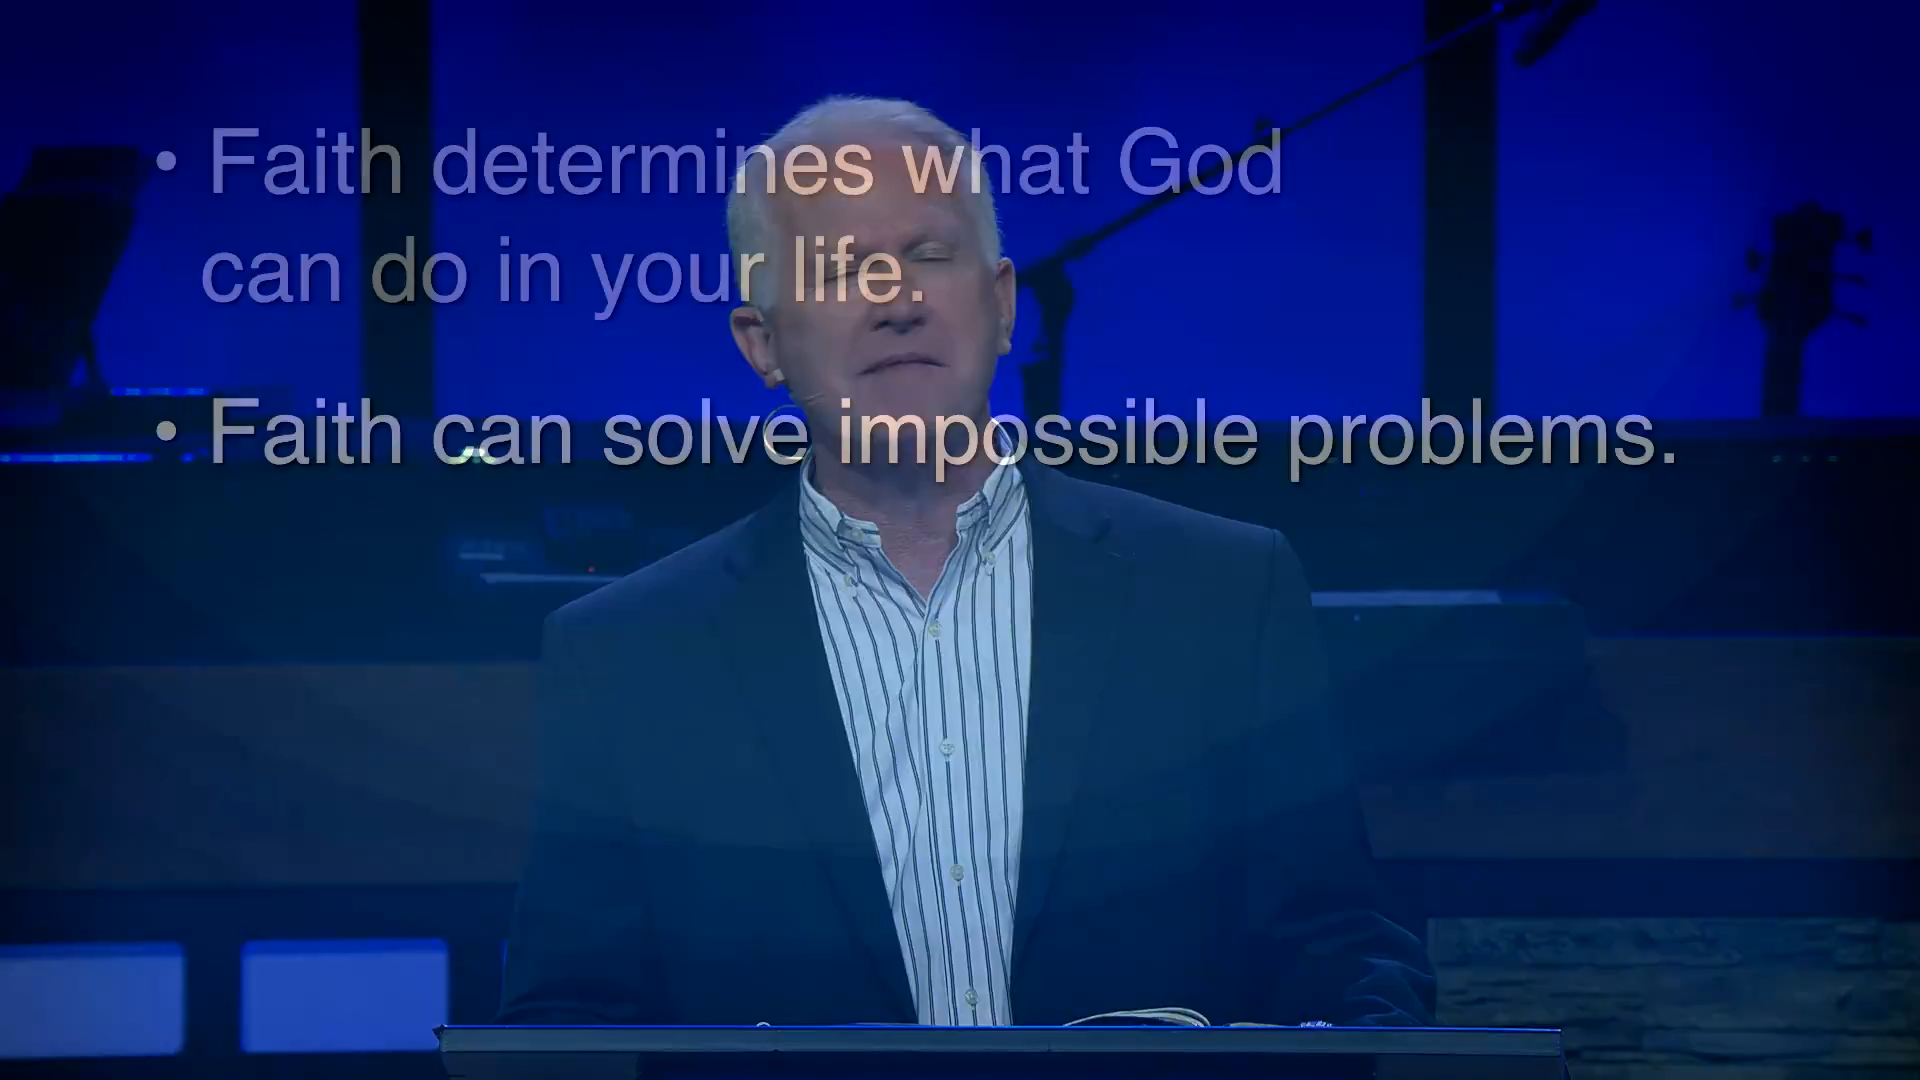 • Faith determines what God
can do in your life.
• Faith can solve impossible problems.